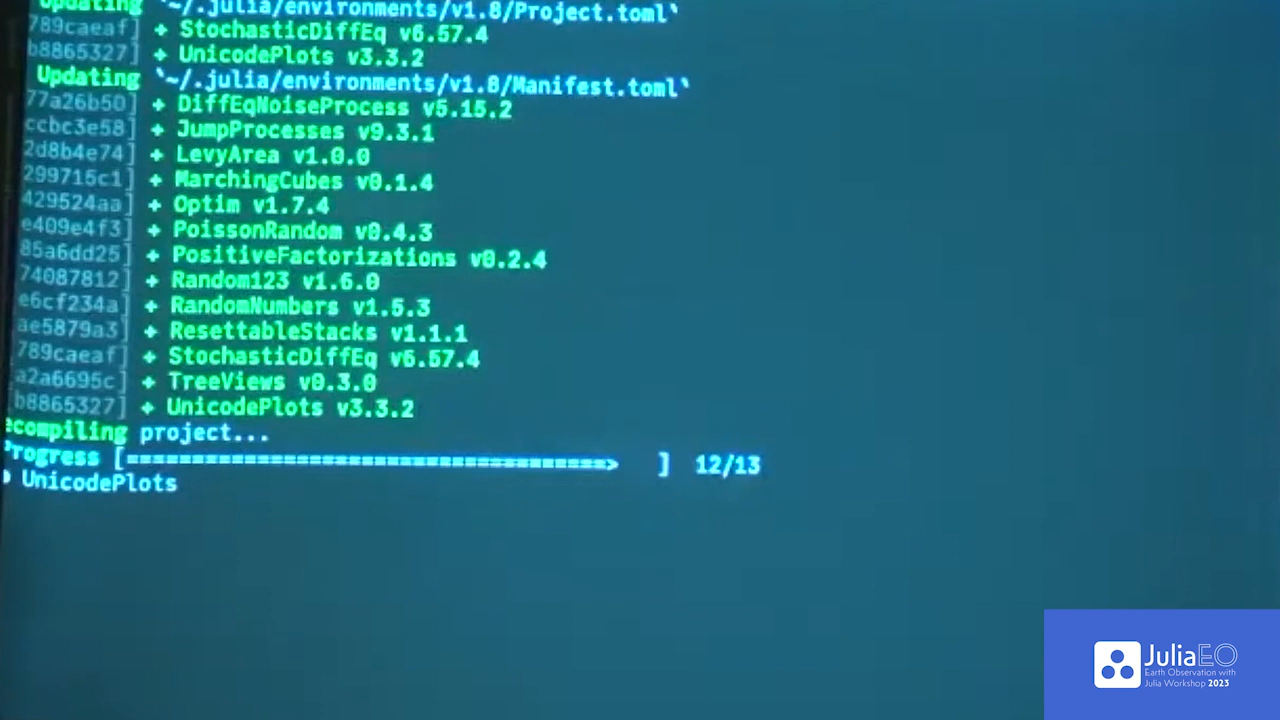 Updating `~/.julia/environments/v1.8/Project.toml`
789caeaf] + StochasticDiffEq v6.57.4
b8865327] + UnicodePlots v3.3.2
Updating `~/.julia/environments/v1.8/Manifest.toml`
77a26b50] + DiffEqNoiseProcess v5.15.2
ccbc3e58] + JumpProcesses v9.3.1
2d8b4e74] + LevyArea v1.0.0
299715c1] + MarchingCubes v0.1.4
429524aa] + Optim v1.7.4
e409e4f3] + PoissonRandom v0.4.3
85a6dd25] + PositiveFactorizations v0.2.4
74087812] + Random123 v1.6.0
e6cf234a] + RandomNumbers v1.5.3
ae5879a3] + ResettableStacks v1.1.1
789caeaf] + StochasticDiffEq v6.57.4
a2a6695c] + TreeViews v0.3.0
[b8865327] + UnicodePlots v3.3.2
ecompiling project...
Progress [=====================================> ] 12/13
UnicodePlots
JuliaEO
Earth Observation with
Julia Workshop 2023